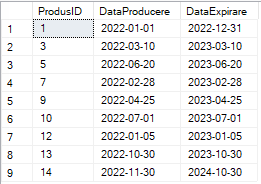 ProdusID DataProducere DataExpirare
1 1 2022-01-01 2022-12-31
2 3 2022-03-10 2023-03-10
3 5 2022-06-20 2023-06-20
4 7 2022-02-28 2023-02-28
5 9 2022-04-25 2023-04-25
6 10 2022-07-01 2023-07-01
7 12 2022-01-05 2023-01-05
8 13 2022-10-30 2023-10-30
9 14 2022-11-30 2024-10-30